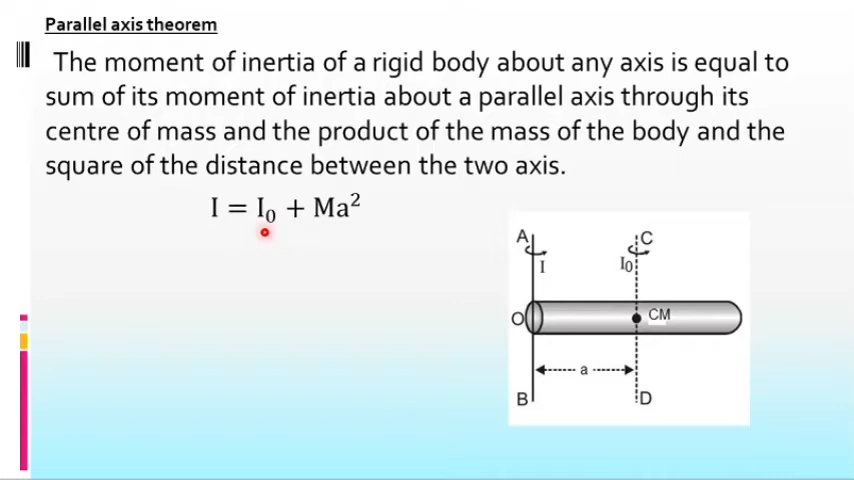 Parallel axis theorem
The moment of inertia of a rigid body about any axis is equal to
sum of its moment of inertia about a parallel axis through its
centre of mass and the product of the mass of the body and the
square of the distance between the two axis.
I = I₀ + Ma²
A C
I I₀
O CM
a
B D